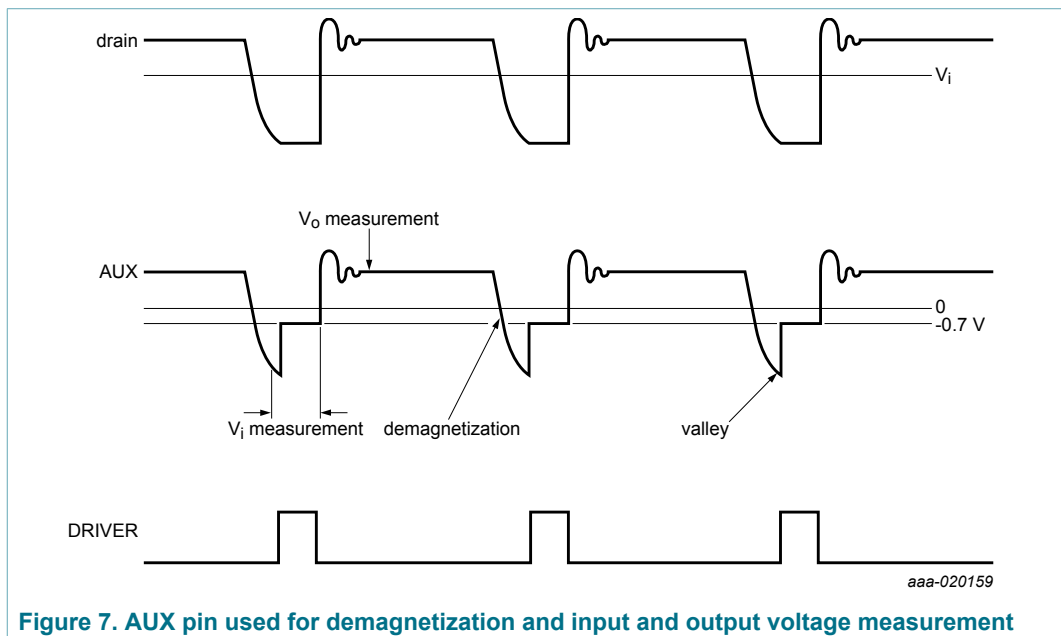 drain
Vi
Vo measurement
AUX
0
-0.7 V
Vi measurement
demagnetization
valley
DRIVER
aaa-020159
Figure 7. AUX pin used for demagnetization and input and output voltage measurement